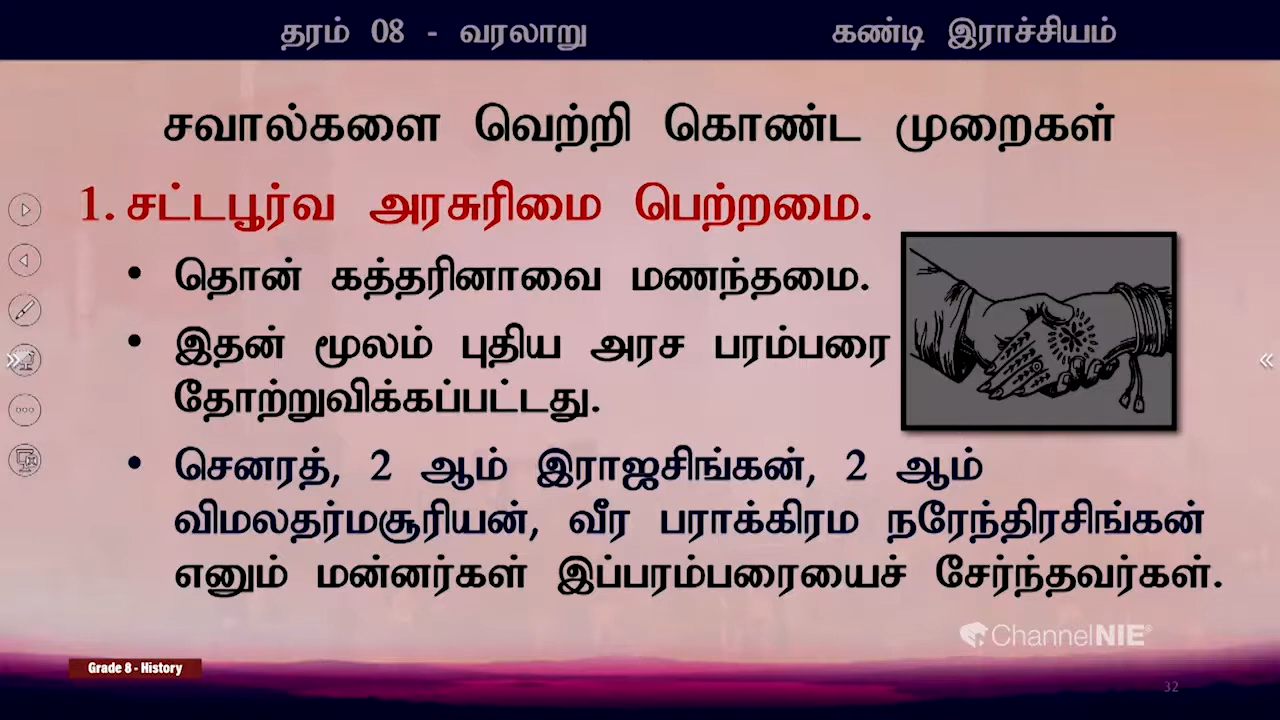 தரம் 08 - வரலாறு
கண்டி இராச்சியம்
சவால்களை வெற்றி கொண்ட முறைகள்
1. சட்டபூர்வ அரசுரிமை பெற்றமை.
• தொன் கத்தரினாவை மணந்தமை.
• இதன் மூலம் புதிய அரச பரம்பரை
தோற்றுவிக்கப்பட்டது.
• செனரத், 2 ஆம் இராஜசிங்கன், 2 ஆம்
விமலதர்மசூரியன், வீர பராக்கிரம நரேந்திரசிங்கன்
எனும் மன்னர்கள் இப்பரம்பரையைச் சேர்ந்தவர்கள்.
ChannelNIE
Grade 8 - History
32